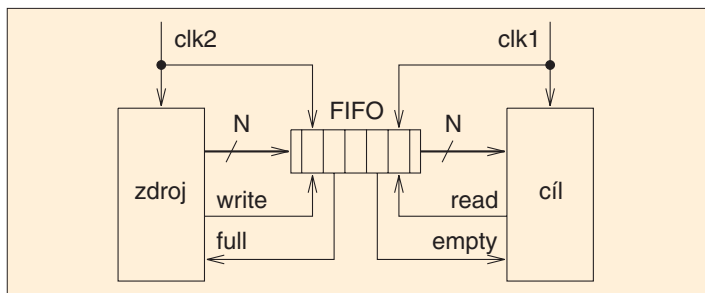 clk2
clk1
FIFO
N
N
zdroj
write
read
cíl
full
empty